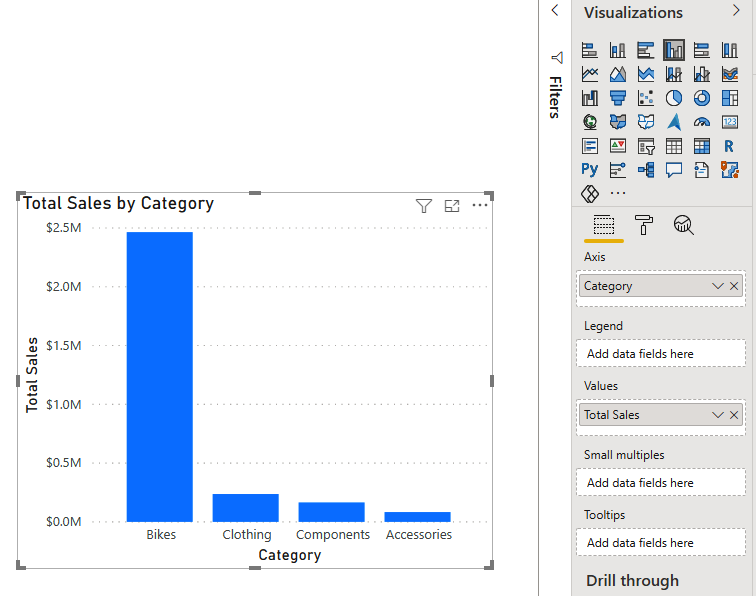 Total Sales by Category
$2.5M
$2.0M
$1.5M
$1.0M
$0.5M
$0.0M
Total Sales
Bikes
Clothing
Components
Accessories
Category
Filters
Visualizations
123
R
Py
Axis
Category
Legend
Add data fields here
Values
Total Sales
Small multiples
Add data fields here
Tooltips
Add data fields here
Drill through